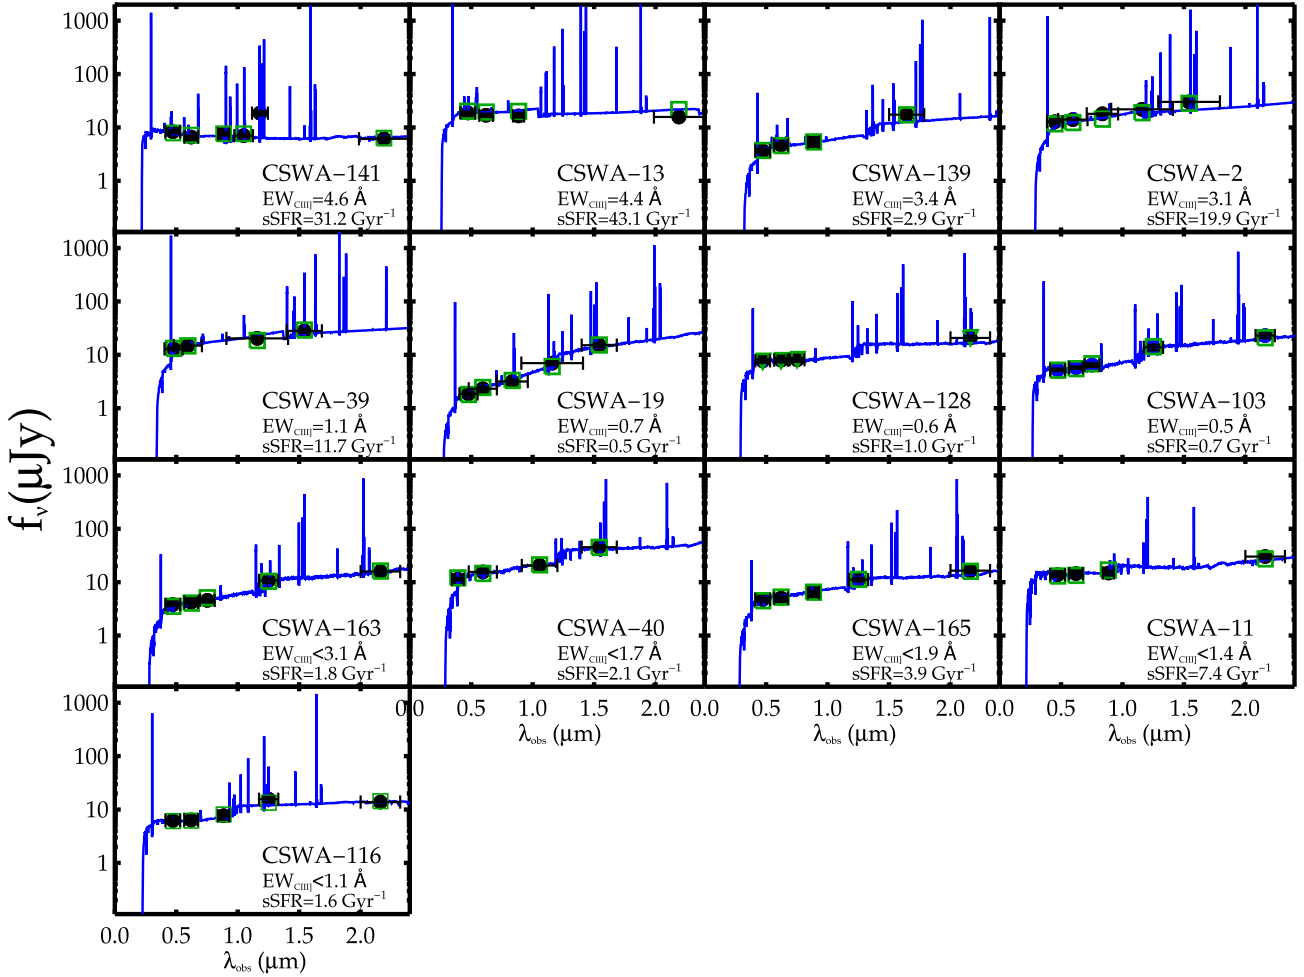 1000
100
10
1
CSWA−141
EW_CIII]=4.6 Å
sSFR=31.2 Gyr⁻¹
CSWA−13
EW_CIII]=4.4 Å
sSFR=43.1 Gyr⁻¹
CSWA−139
EW_CIII]=3.4 Å
sSFR=2.9 Gyr⁻¹
CSWA−2
EW_CIII]=3.1 Å
sSFR=19.9 Gyr⁻¹
1000
100
10
1
CSWA−39
EW_CIII]=1.1 Å
sSFR=11.7 Gyr⁻¹
CSWA−19
EW_CIII]=0.7 Å
sSFR=0.5 Gyr⁻¹
CSWA−128
EW_CIII]=0.6 Å
sSFR=1.0 Gyr⁻¹
CSWA−103
EW_CIII]=0.5 Å
sSFR=0.7 Gyr⁻¹
fν(μJy)
1000
100
10
1
CSWA−163
EW_CIII]<3.1 Å
sSFR=1.8 Gyr⁻¹
CSWA−40
EW_CIII]<1.7 Å
sSFR=2.1 Gyr⁻¹
CSWA−165
EW_CIII]<1.9 Å
sSFR=3.9 Gyr⁻¹
CSWA−11
EW_CIII]<1.4 Å
sSFR=7.4 Gyr⁻¹
0.5 1.0 1.5 2.0 0.0
λobs (μm)
0.5 1.0 1.5 2.0 0.0
λobs (μm)
0.5 1.0 1.5 2.0
λobs (μm)
1000
100
10
1
CSWA−116
EW_CIII]<1.1 Å
sSFR=1.6 Gyr⁻¹
0.0 0.5 1.0 1.5 2.0
λobs (μm)